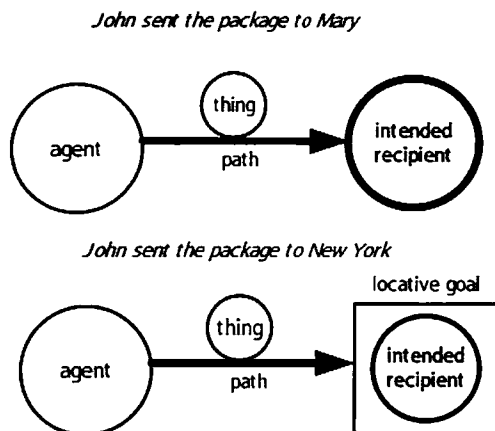 John sent the package to Mary
thing
agent
intended
recipient
path
John sent the package to New York
locative goal
thing
agent
intended
recipient
path